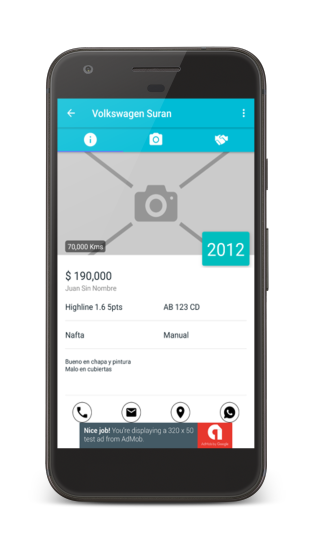 Volkswagen Suran
70,000 Kms
2012
$ 190,000
Juan Sin Nombre
Highline 1.6 5pts
AB 123 CD
Nafta
Manual
Bueno en chapa y pintura
Malo en cubiertas
Nice job! You're displaying a 320 x 50
test ad from AdMob.
AdMob by Google